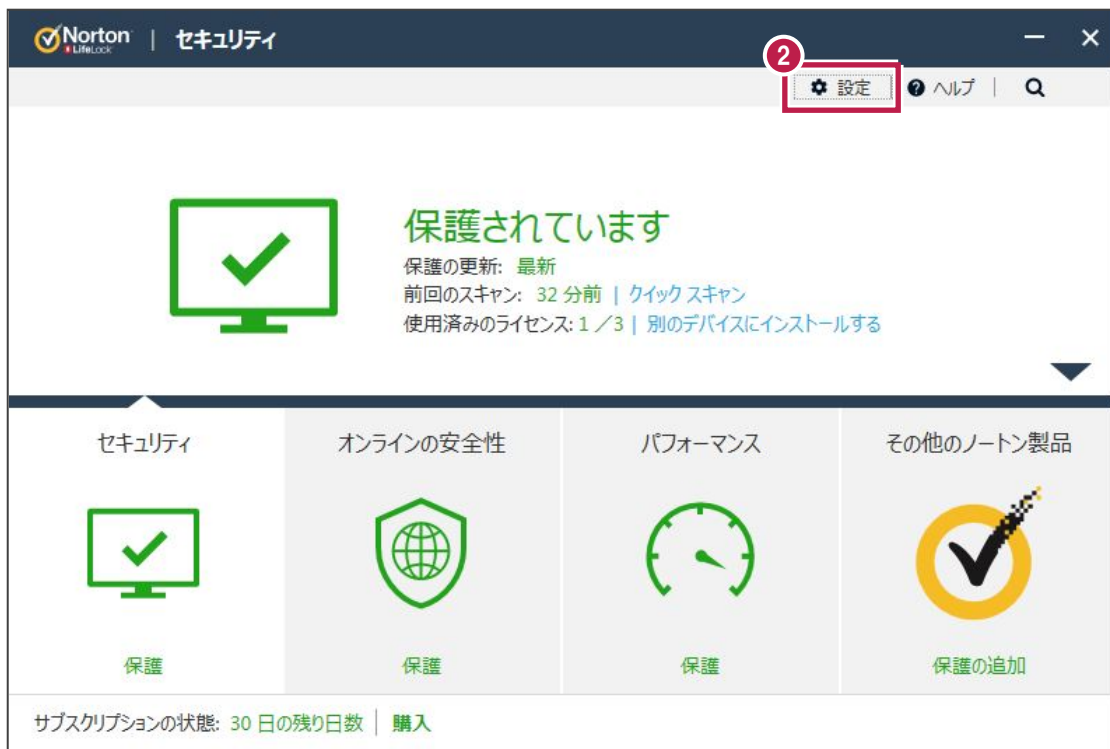 Norton | セキュリティ
LifeLock
2
設定 ヘルプ |
保護されています
保護の更新: 最新
前回のスキャン: 32 分前 | クイック スキャン
使用済みのライセンス: 1 ／3 | 別のデバイスにインストールする
セキュリティ オンラインの安全性 パフォーマンス その他のノートン製品
保護 保護 保護 保護の追加
サブスクリプションの状態: 30 日の残り日数 | 購入